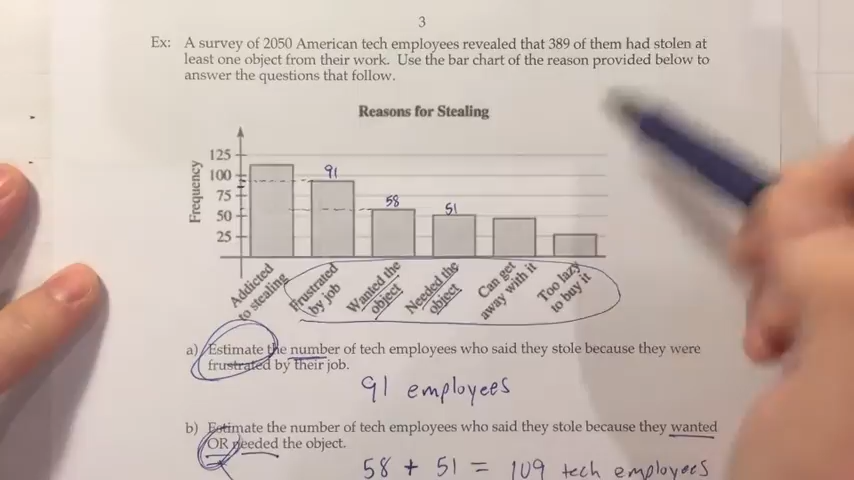 3
Ex: A survey of 2050 American tech employees revealed that 389 of them had stolen at
least one object from their work. Use the bar chart of the reason provided below to
answer the questions that follow.
Reasons for Stealing
Frequency
125
100
75
50
25
91
58
51
Addicted
to stealing
Frustrated
by job
Wanted the
object
Needed the
object
Can get
away with it
Too lazy
to buy it
a) Estimate the number of tech employees who said they stole because they were
frustrated by their job.
91 employees
b) Estimate the number of tech employees who said they stole because they wanted
OR needed the object.
58 + 51 = 109 tech employees